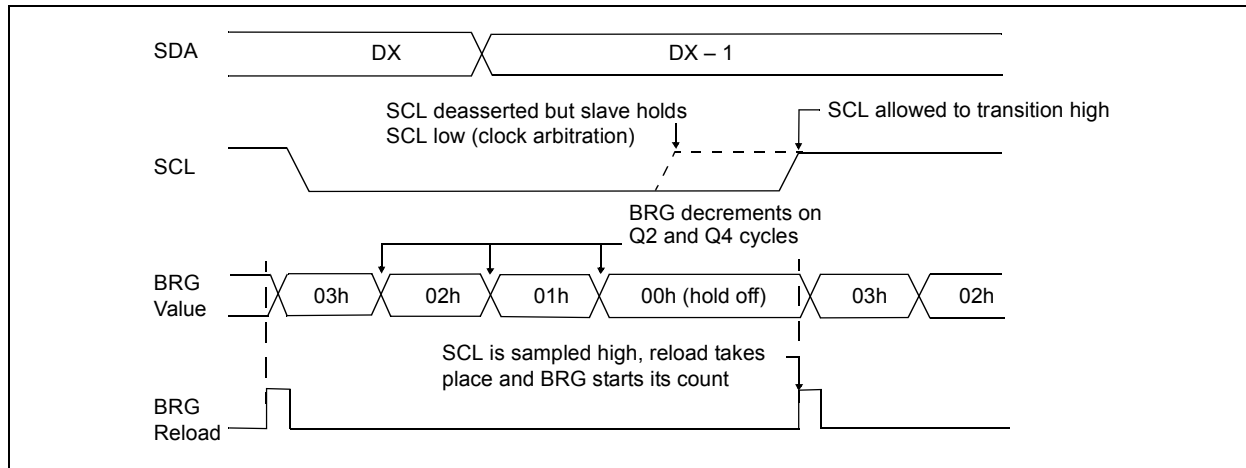 SDA
DX
DX – 1
SCL deasserted but slave holds
SCL low (clock arbitration)
SCL allowed to transition high
SCL
BRG decrements on
Q2 and Q4 cycles
BRG
Value
03h
02h
01h
00h (hold off)
03h
02h
SCL is sampled high, reload takes
place and BRG starts its count
BRG
Reload